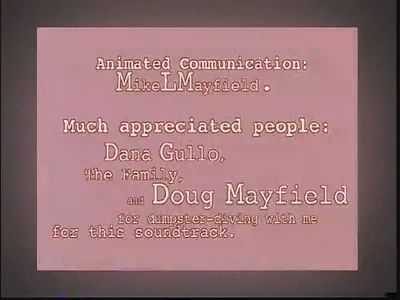 Animated Communication:
MikeLMayfield.
Much appreciated people:
Dana Gullo,
The Family,
and Doug Mayfield
for dumpster-diving with me
for this soundtrack.